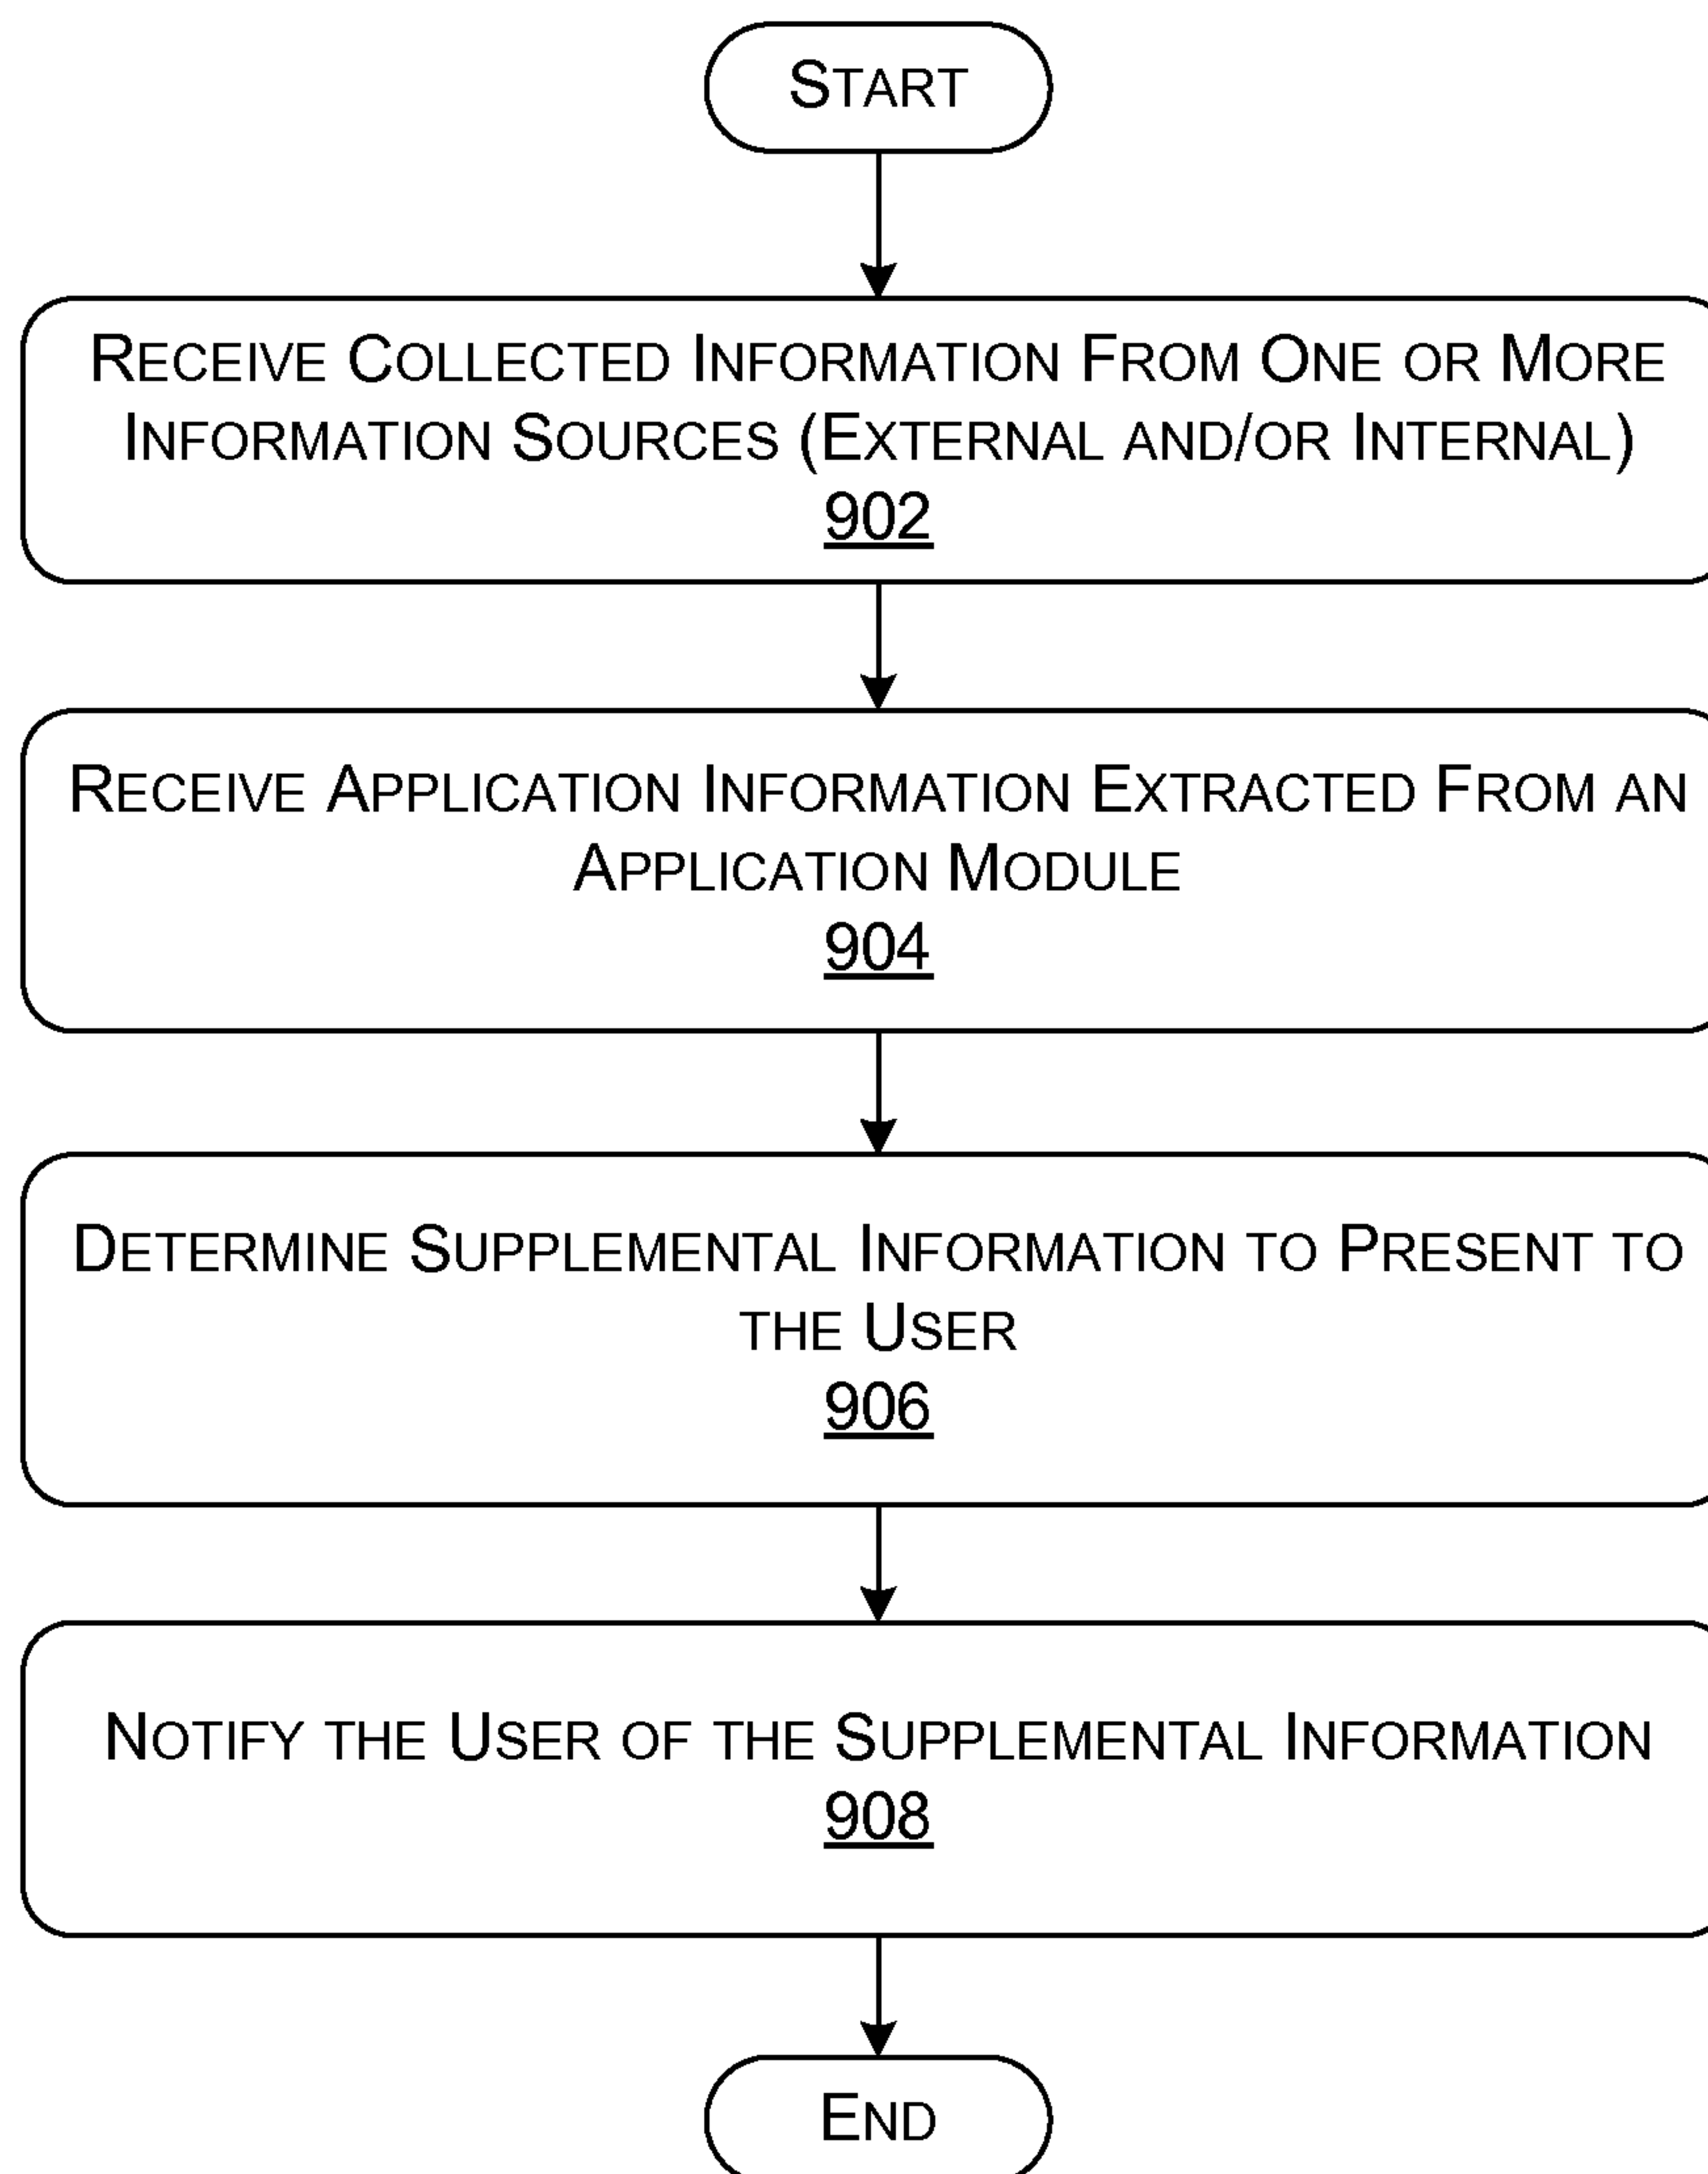 START
RECEIVE COLLECTED INFORMATION FROM ONE OR MORE
INFORMATION SOURCES (EXTERNAL AND/OR INTERNAL)
902
RECEIVE APPLICATION INFORMATION EXTRACTED FROM AN
APPLICATION MODULE
904
DETERMINE SUPPLEMENTAL INFORMATION TO PRESENT TO
THE USER
906
NOTIFY THE USER OF THE SUPPLEMENTAL INFORMATION
908
END